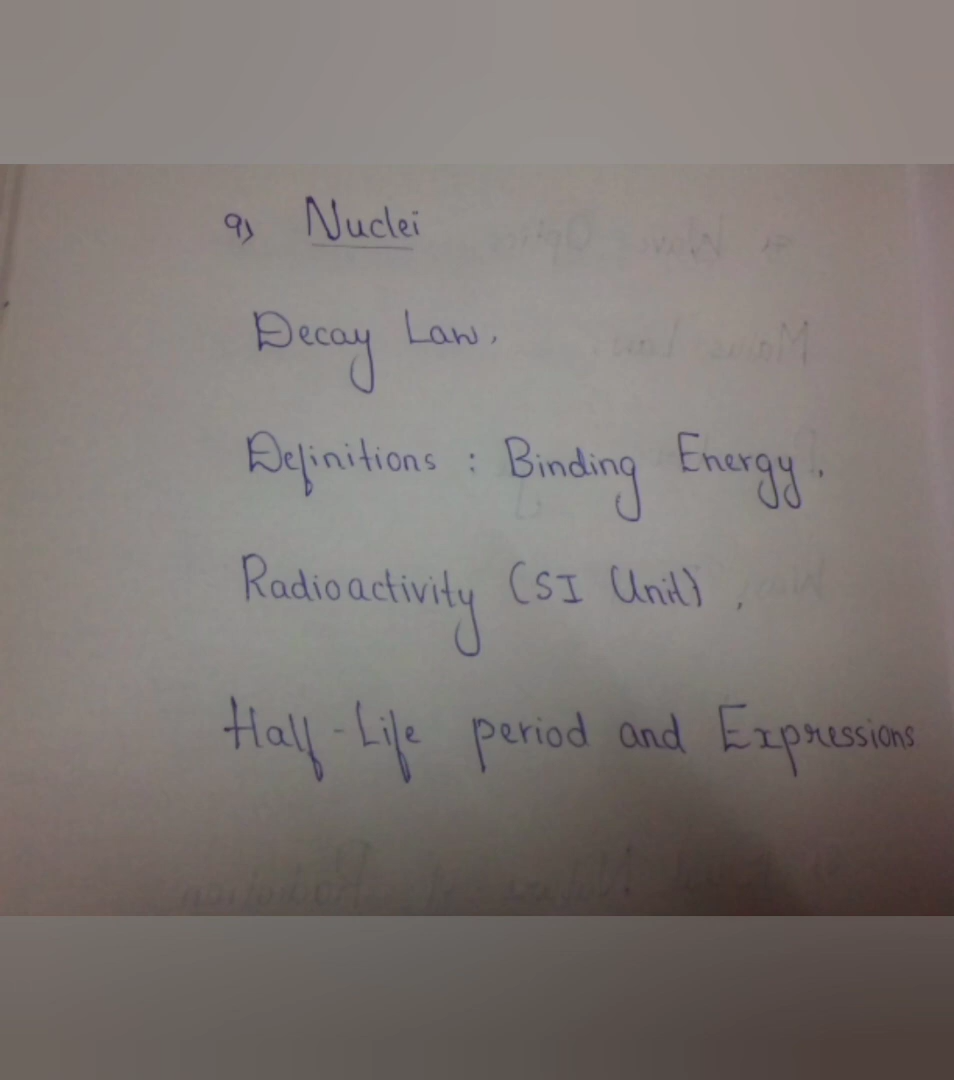 9) Nuclei
Decay Law.
Definitions : Binding Energy.
Radioactivity (SI Unit).
Half-Life period and Expressions